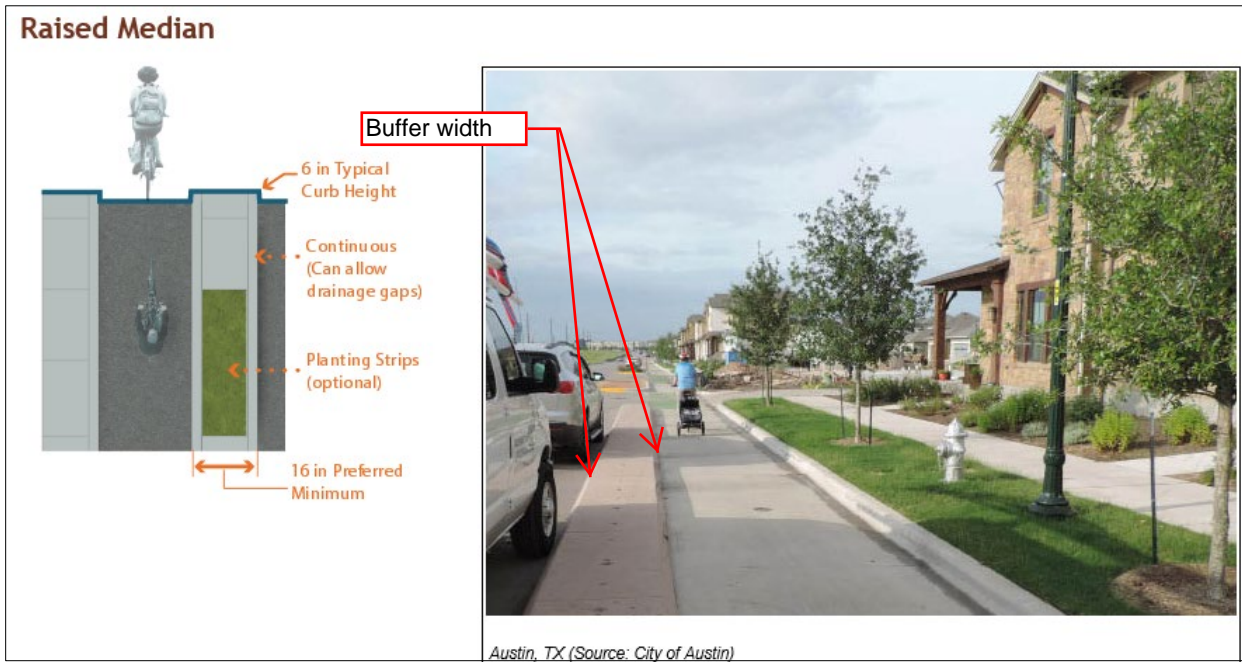 Raised Median
Buffer width
6 in Typical
Curb Height
Continuous
(Can allow
drainage gaps)
Planting Strips
(optional)
16 in Preferred
Minimum
Austin, TX (Source: City of Austin)